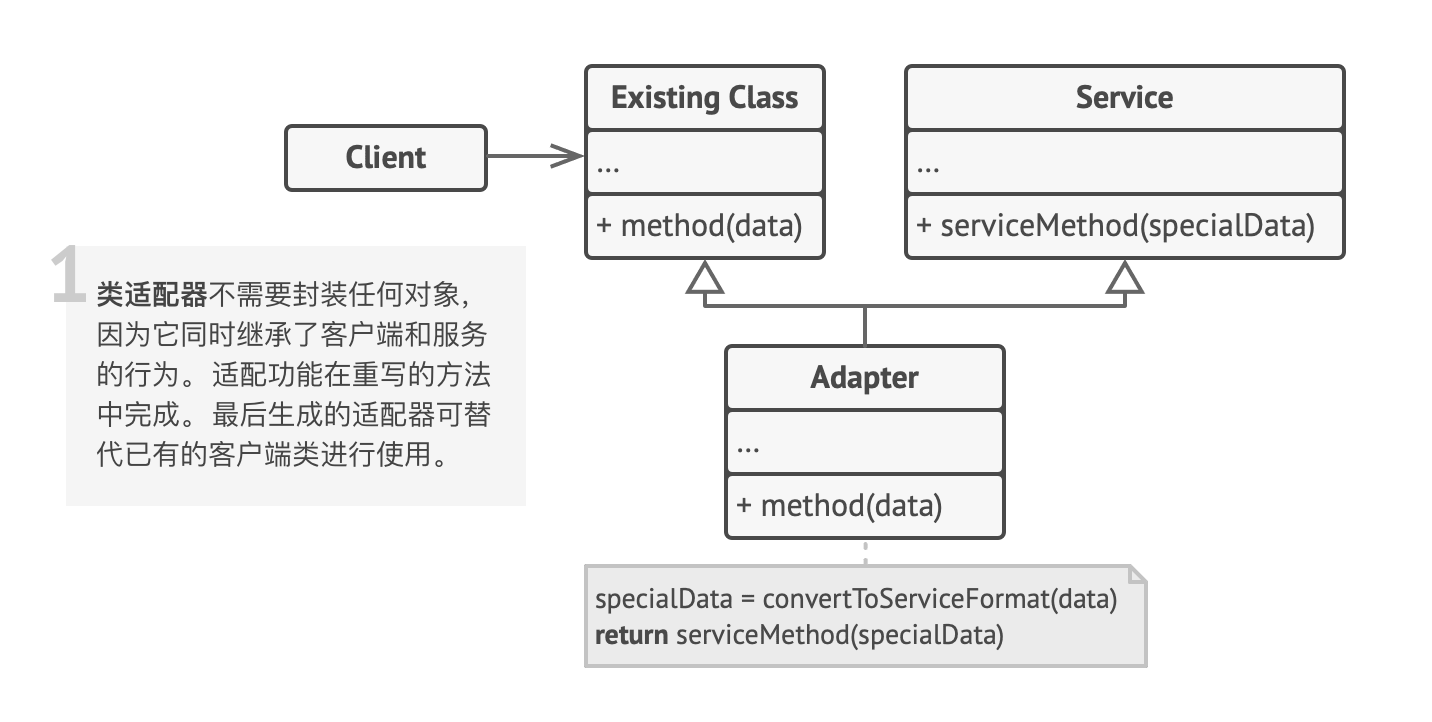 Existing Class
Service
Client
...
...
+ method(data)
+ serviceMethod(specialData)
1
类适配器不需要封装任何对象，
因为它同时继承了客户端和服务
的行为。 适配功能在重写的方法
中完成。 最后生成的适配器可替
代已有的客户端类进行使用。
Adapter
...
+ method(data)
specialData = convertToServiceFormat(data)
return serviceMethod(specialData)